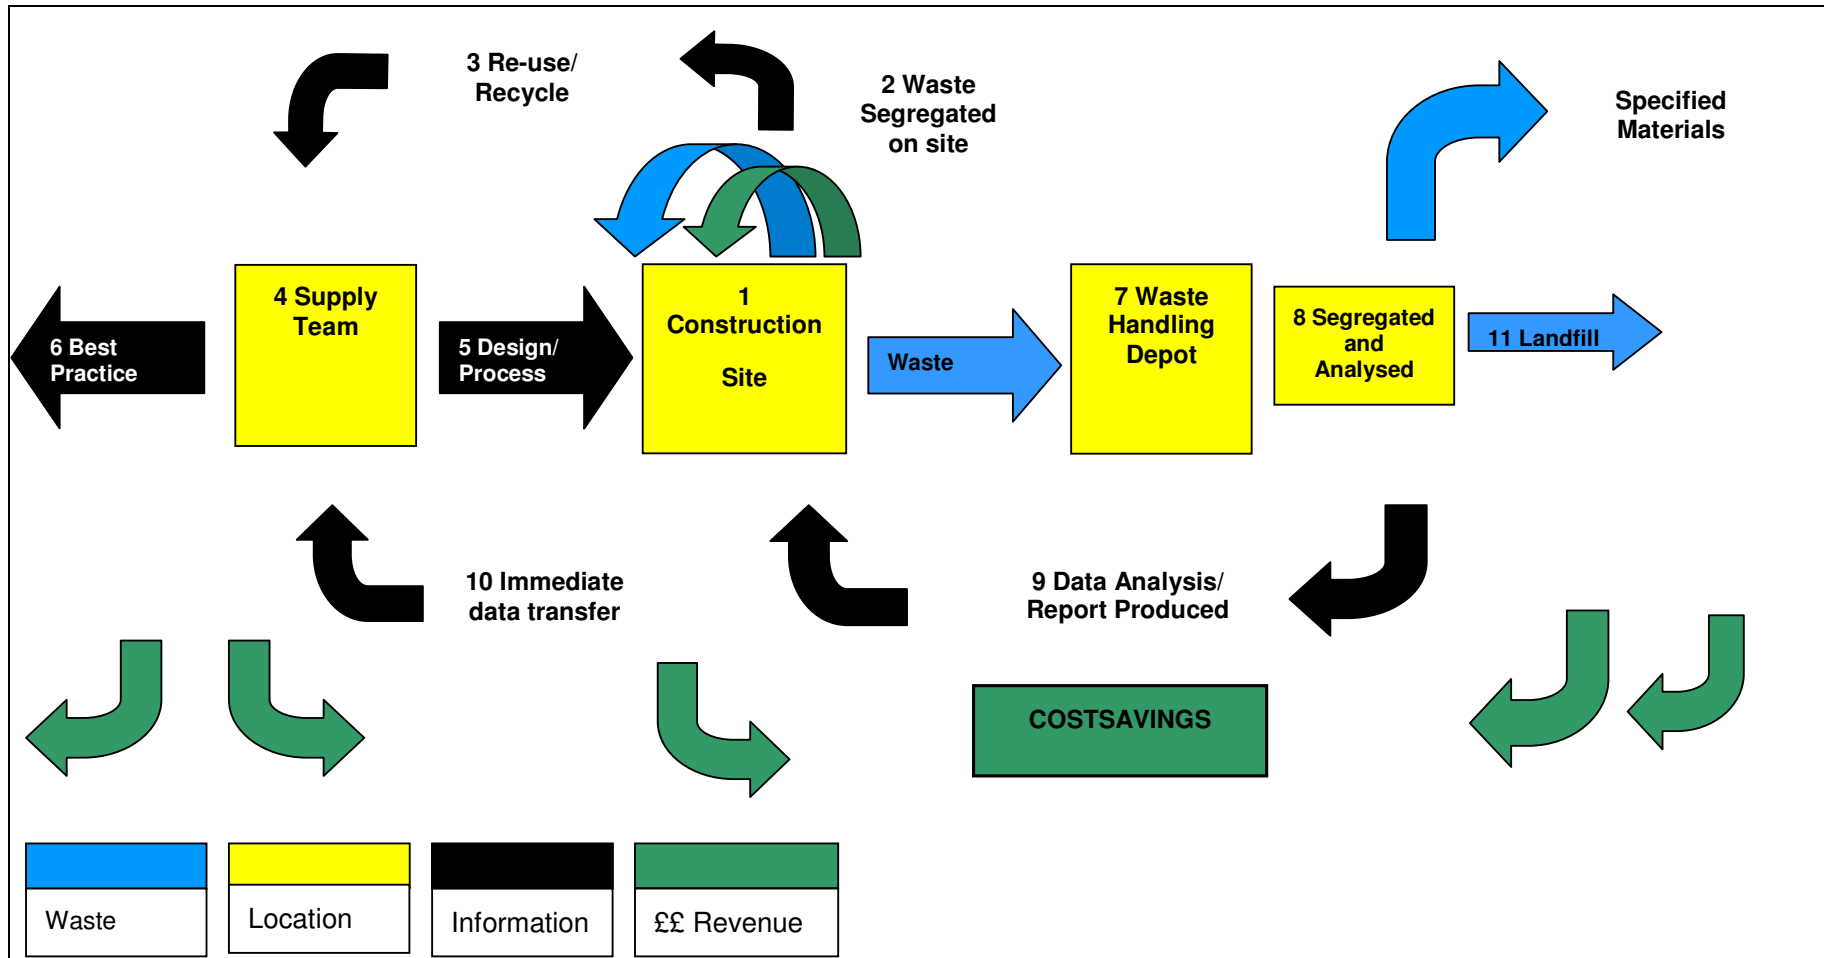 3 Re-use/
Recycle
2 Waste
Segregated
on site
Specified
Materials
6 Best
Practice
4 Supply
Team
5 Design/
Process
1
Construction
Site
Waste
7 Waste
Handling
Depot
8 Segregated
and
Analysed
11 Landfill
10 Immediate
data transfer
9 Data Analysis/
Report Produced
COSTSAVINGS
Waste
Location
Information
££ Revenue